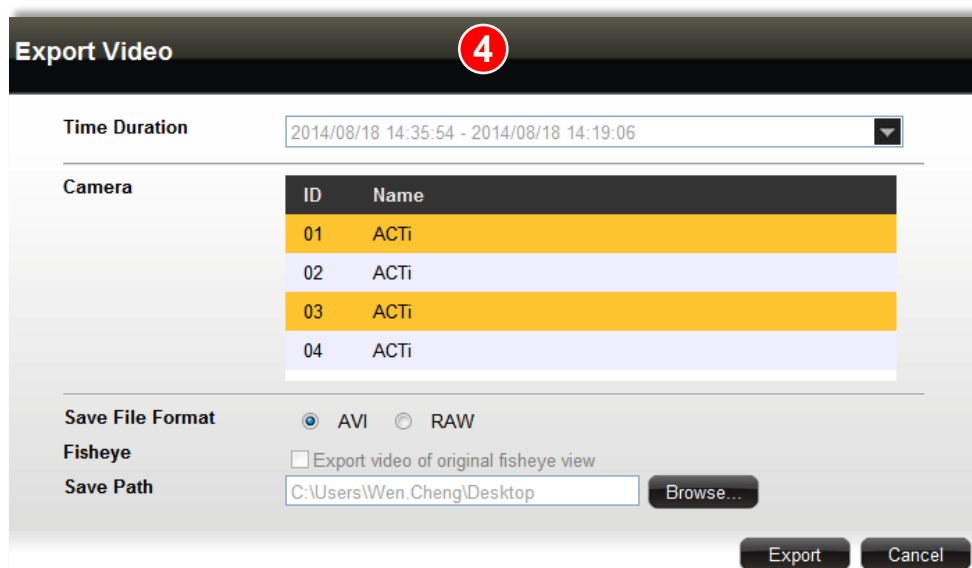 Export Video
4
Time Duration 2014/08/18 14:35:54 - 2014/08/18 14:19:06
Camera
ID Name
01 ACTi
02 ACTi
03 ACTi
04 ACTi
Save File Format AVI RAW
Fisheye Export video of original fisheye view
Save Path C:\Users\Wen.Cheng\Desktop Browse...
Export Cancel